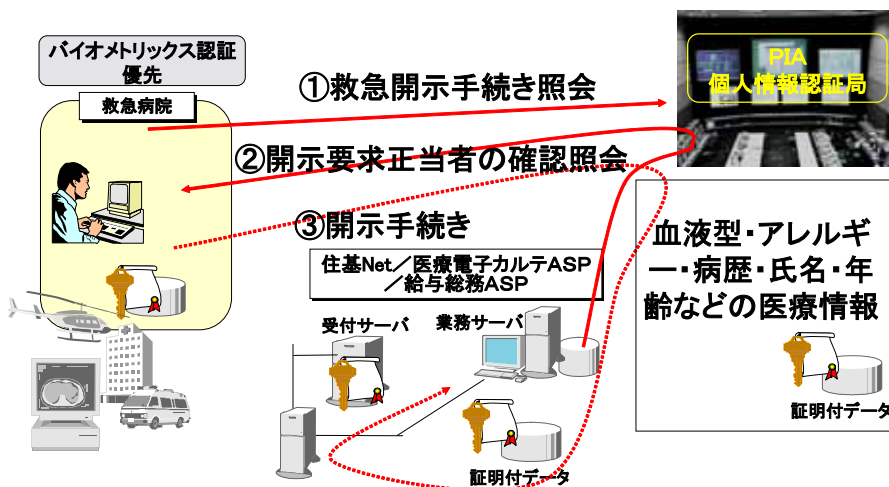 バイオメトリックス認証
優先
救急病院
①救急開示手続き照会
PIA
個人情報認証局
②開示要求正当者の確認照会
③開示手続き
住基Net／医療電子カルテASP
／給与総務ASP
受付サーバ
業務サーバ
証明付データ
血液型・アレルギ
ー・病歴・氏名・年
齢などの医療情報
証明付データ